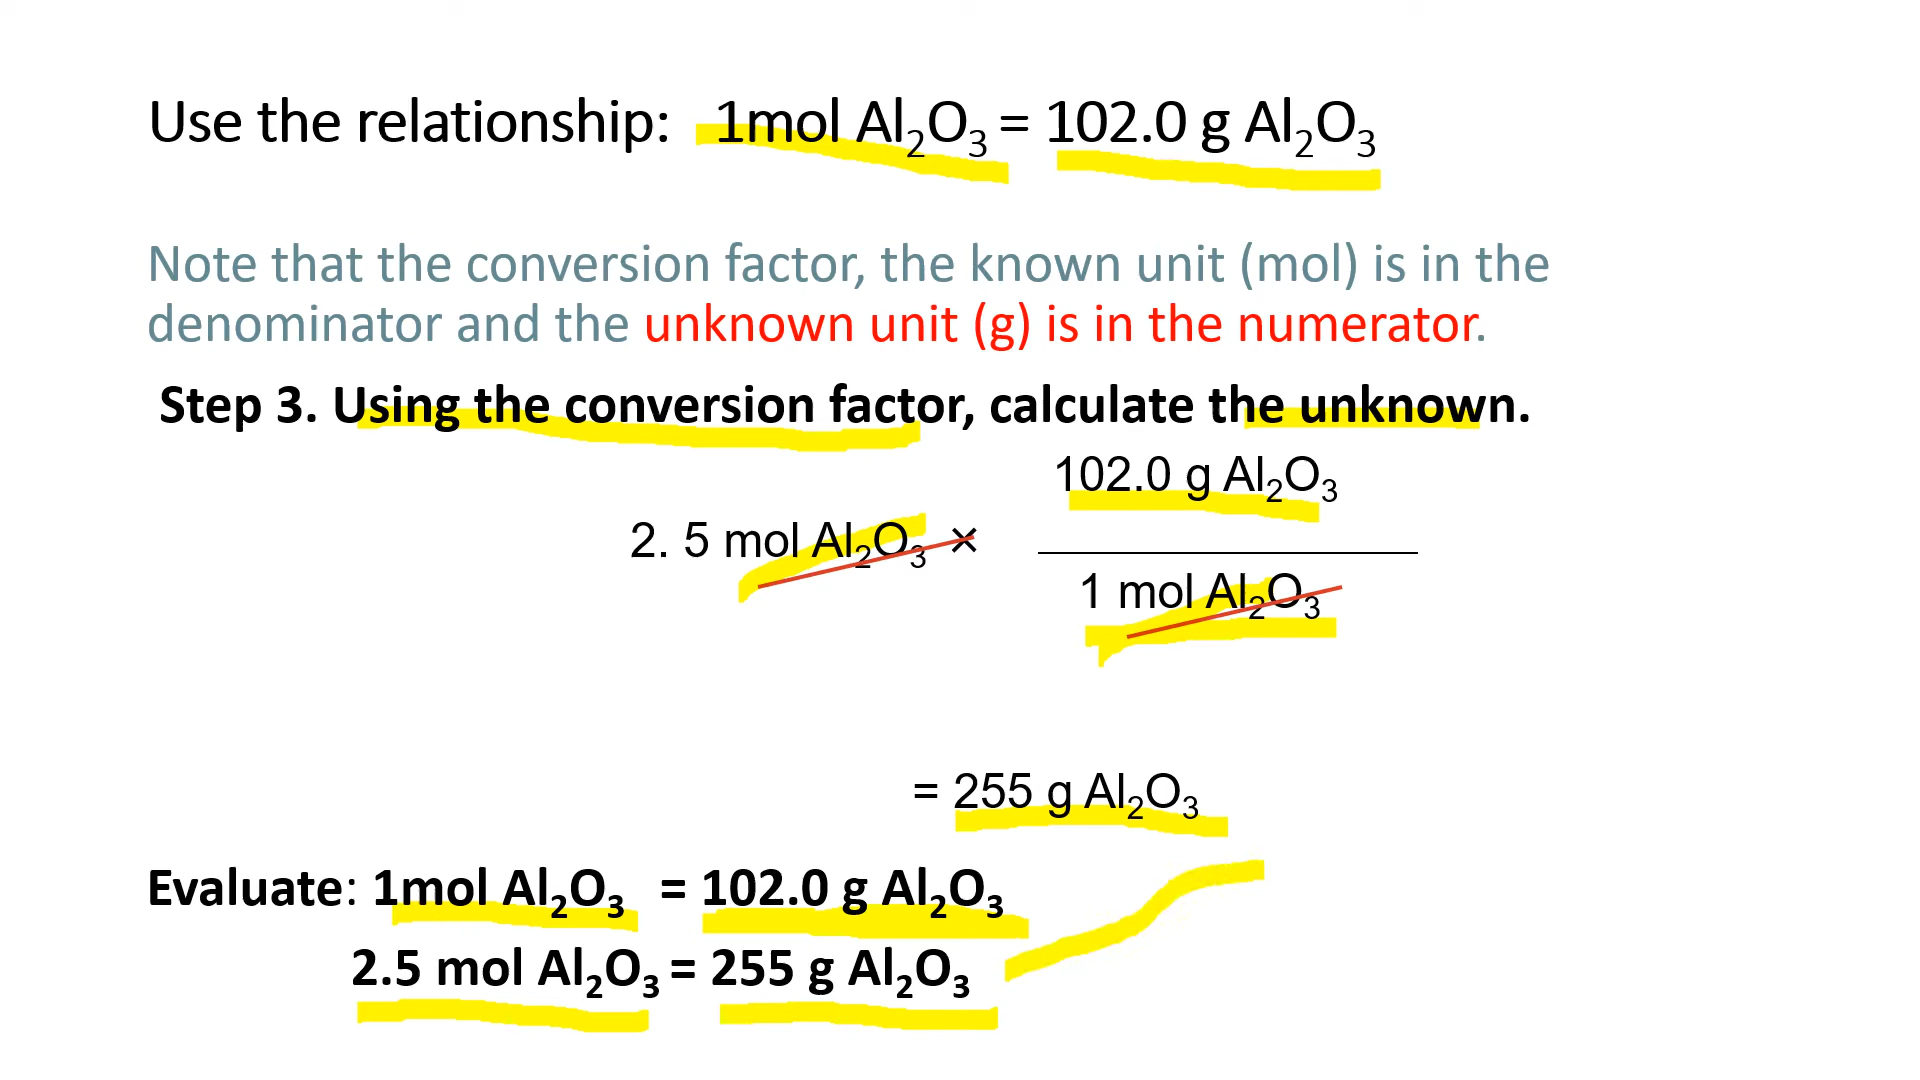 Use the relationship: 1mol Al₂O₃ = 102.0 g Al₂O₃
Note that the conversion factor, the known unit (mol) is in the
denominator and the unknown unit (g) is in the numerator.
Step 3. Using the conversion factor, calculate the unknown.
102.0 g Al₂O₃
2. 5 mol Al₂O₃ ×
1 mol Al₂O₃
= 255 g Al₂O₃
Evaluate: 1mol Al₂O₃ = 102.0 g Al₂O₃
2.5 mol Al₂O₃ = 255 g Al₂O₃